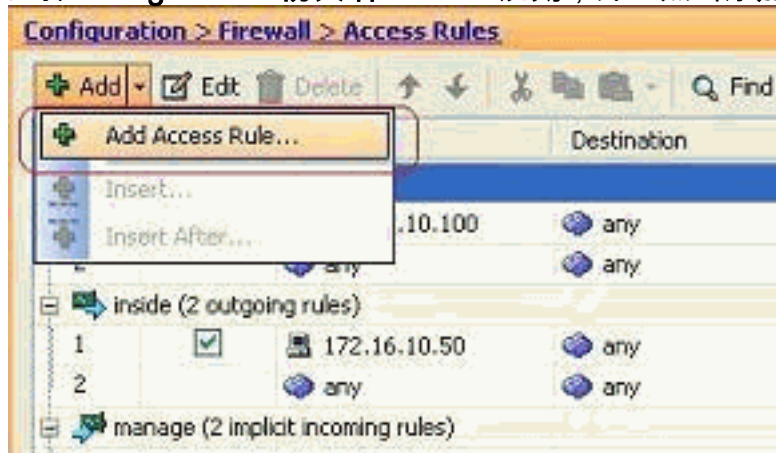 Configuration > Firewall > Access Rules
Add Edit Delete Find
Add Access Rule... Destination
Insert...
Insert After... .10.100 any
2 any any
inside (2 outgoing rules)
1 172.16.10.50 any
2 any any
manage (2 implicit incoming rules)